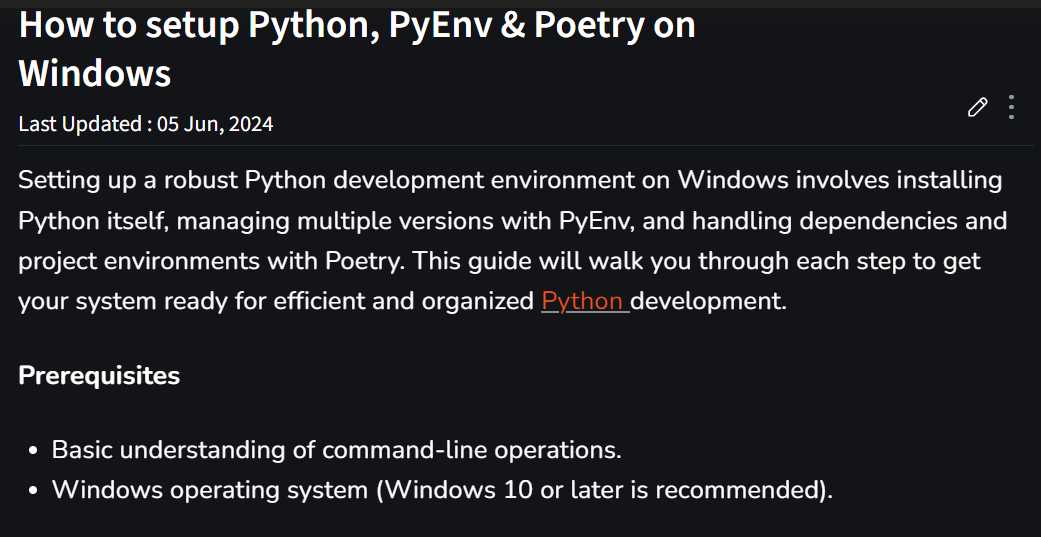 How to setup Python, PyEnv & Poetry on
Windows
Last Updated : 05 Jun, 2024
Setting up a robust Python development environment on Windows involves installing
Python itself, managing multiple versions with PyEnv, and handling dependencies and
project environments with Poetry. This guide will walk you through each step to get
your system ready for efficient and organized Python development.
Prerequisites
• Basic understanding of command-line operations.
• Windows operating system (Windows 10 or later is recommended).